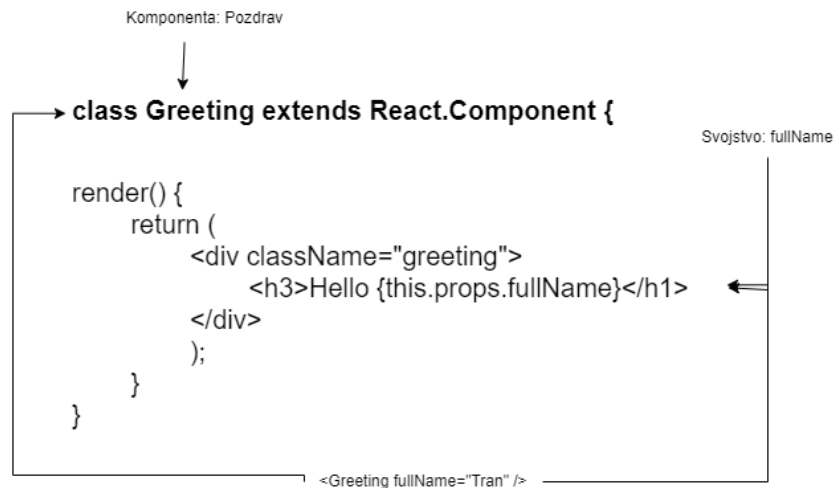 Komponenta: Pozdrav
class Greeting extends React.Component {
Svojstvo: fullName
render() {
return (
<div className="greeting">
<h3>Hello {this.props.fullName}</h1>
</div>
);
}
}
<Greeting fullName="Tran" />